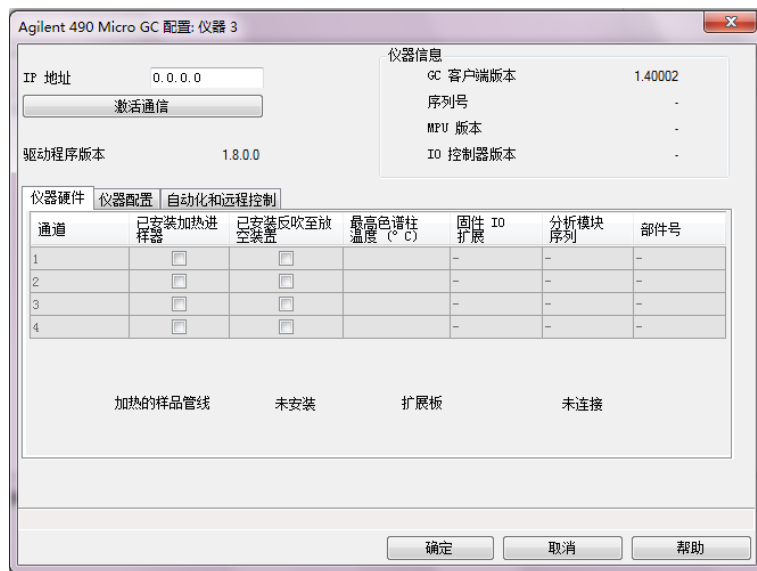 Agilent 490 Micro GC 配置: 仪器 3
仪器信息
IP 地址 0.0.0.0
GC 客户端版本 1.40002
激活通信
序列号 -
MPU 版本 -
驱动程序版本 1.8.0.0
IO 控制器版本 -
仪器硬件 仪器配置 自动化和远程控制
通道 已安装加热进样器 已安装反吹至放空装置 最高色谱柱温度 (° C) 固件 IO 扩展 分析模块序列 部件号
1 - - -
2 - - -
3 - - -
4 - - -
加热的样品管线 未安装 扩展板 未连接
确定 取消 帮助